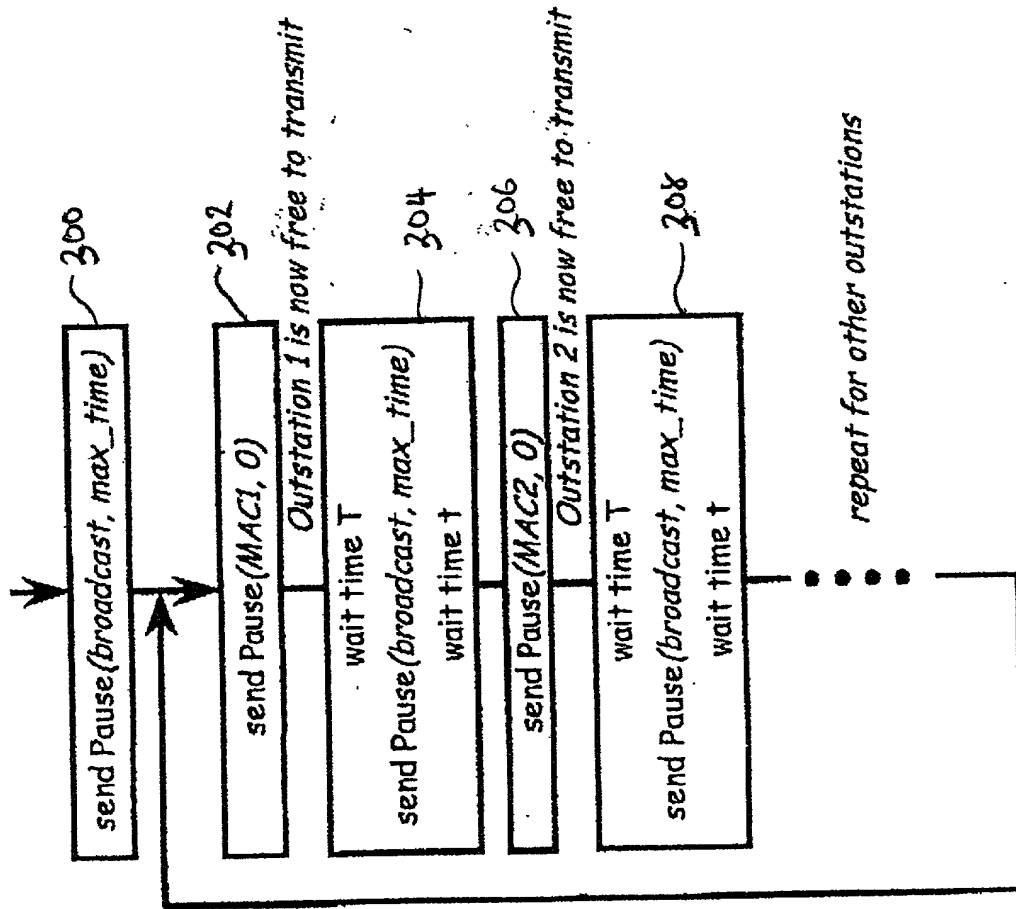 200
send Pause(broadcast, max_time)
202
send Pause(MAC1, 0)
Outstation 1 is now free to transmit
204
wait time T
send Pause(broadcast, max_time)
wait time t
206
send Pause(MAC2, 0)
Outstation 2 is now free to transmit
208
wait time T
send Pause(broadcast, max_time)
wait time t
repeat for other outstations